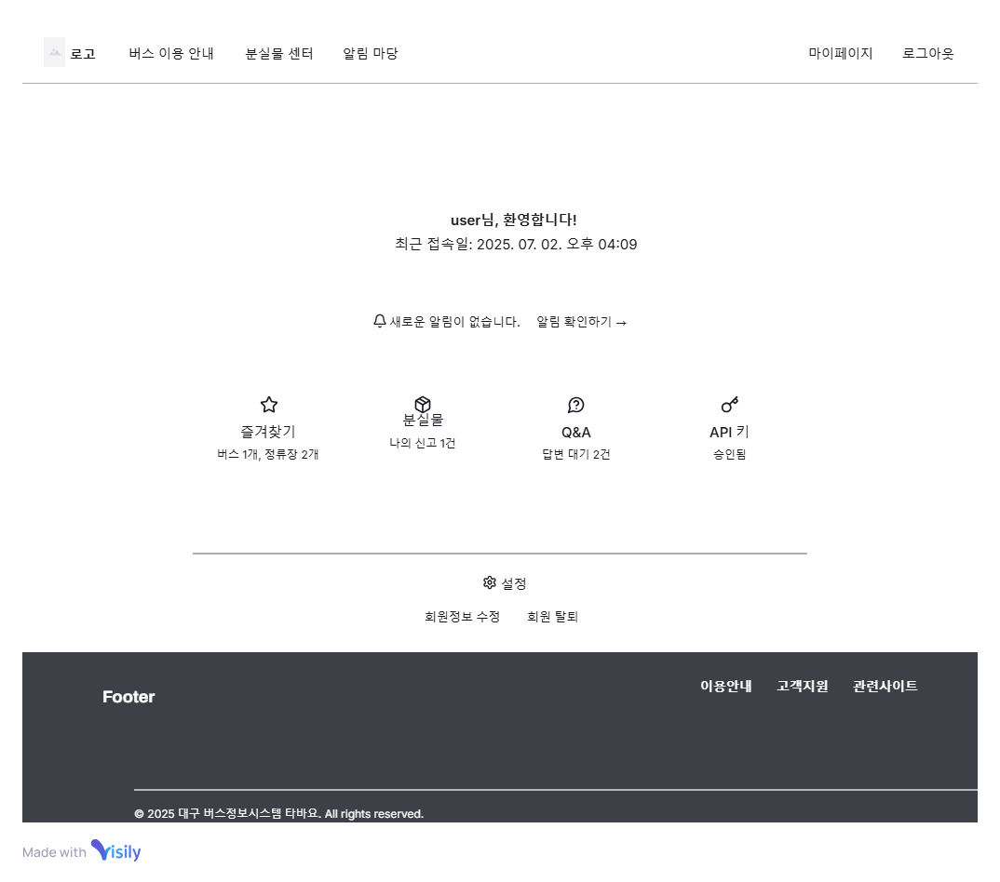 로고 버스 이용 안내 분실물 센터 알림 마당 마이페이지 로그아웃
user님, 환영합니다!
최근 접속일: 2025. 07. 02. 오후 04:09
새로운 알림이 없습니다. 알림 확인하기 →
즐겨찾기
버스 1개, 정류장 2개
분실물
나의 신고 1건
Q&A
답변 대기 2건
API 키
승인됨
설정
회원정보 수정 회원 탈퇴
Footer
이용안내 고객지원 관련사이트
© 2025 대구 버스정보시스템 타바요. All rights reserved.
Made with Visily